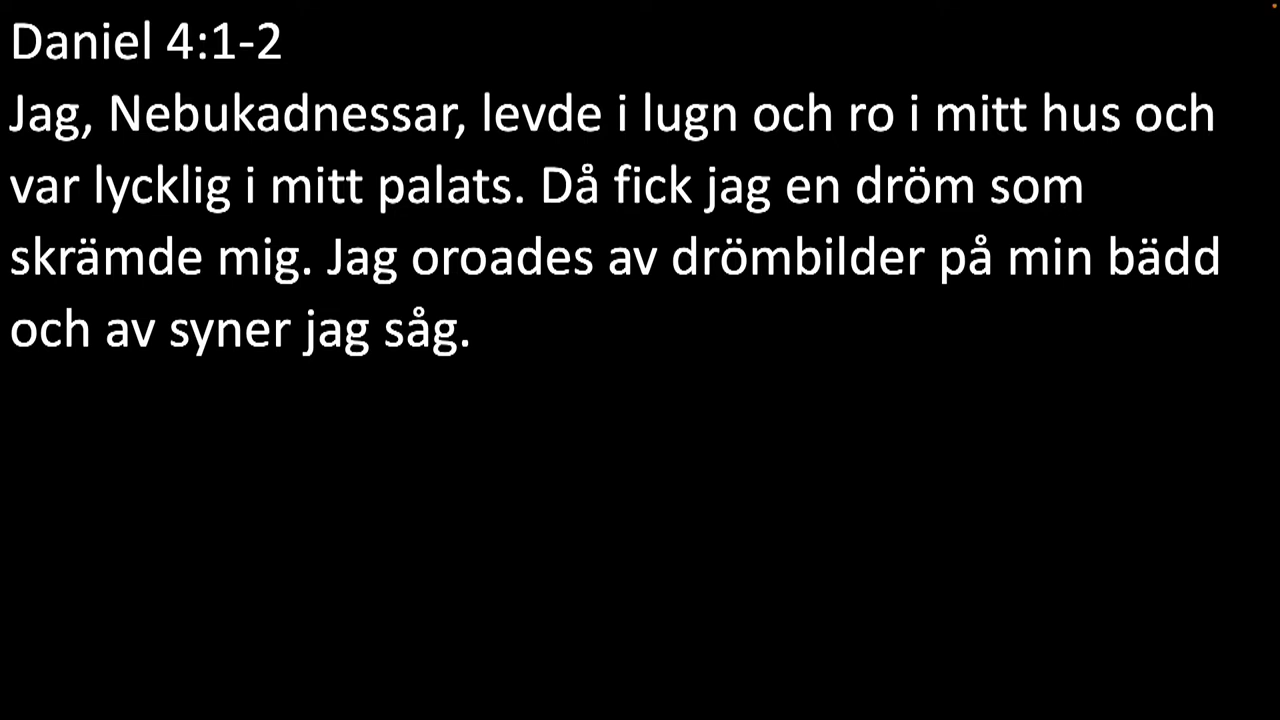 Daniel 4:1-2
Jag, Nebukadnessar, levde i lugn och ro i mitt hus och
var lycklig i mitt palats. Då fick jag en dröm som
skrämde mig. Jag oroades av drömbilder på min bädd
och av syner jag såg.